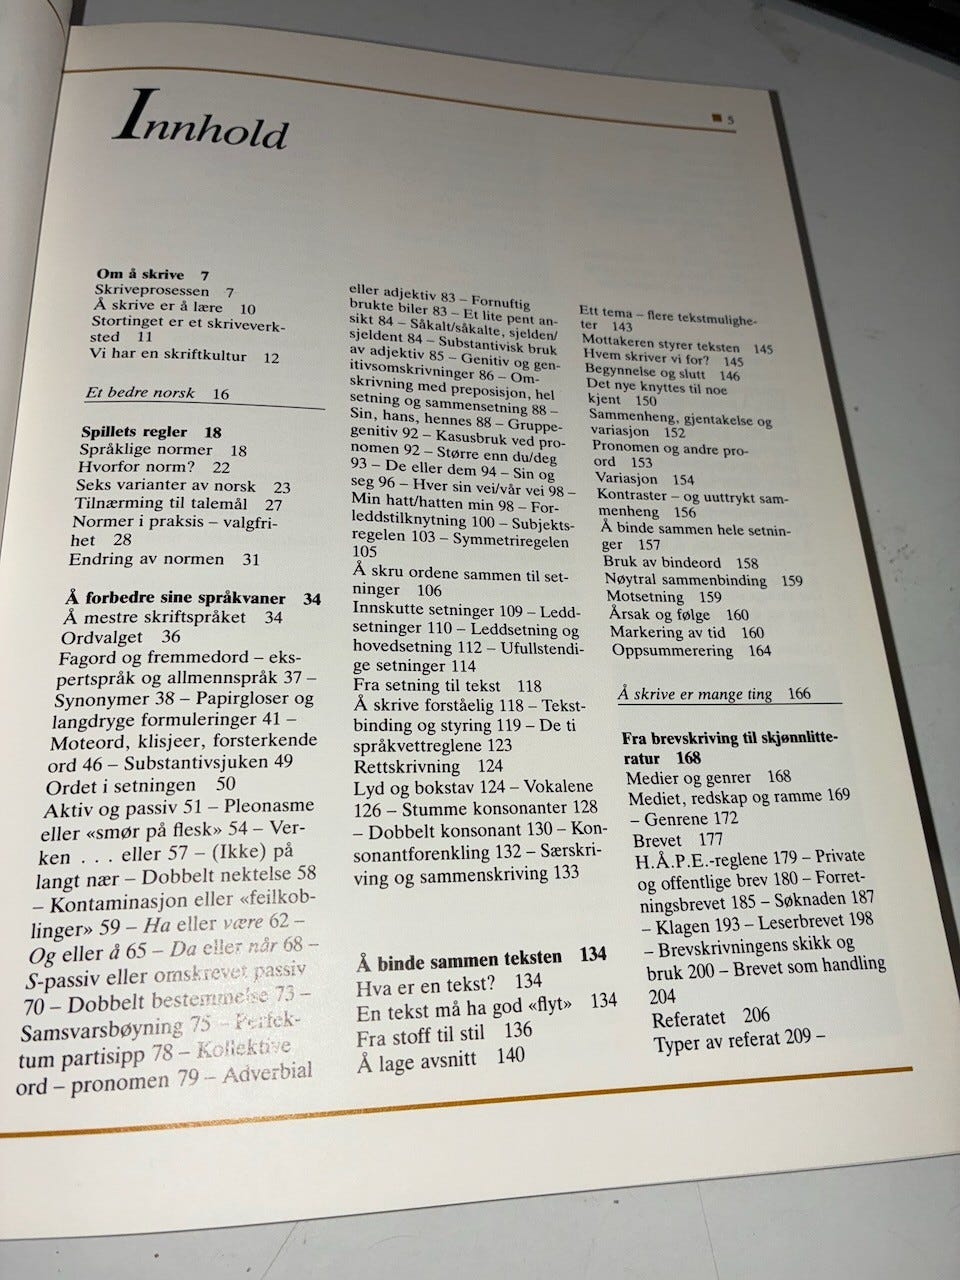 Innhold
5
Om å skrive 7
Skriveprosessen 7
Å skrive er å lære 10
Stortinget er et skriveverk-
sted 11
Vi har en skriftkultur 12
Et bedre norsk 16
Spillets regler 18
Språklige normer 18
Hvorfor norm? 22
Seks varianter av norsk 23
Tilnærming til talemål 27
Normer i praksis – valgfri-
het 28
Endring av normen 31
Å forbedre sine språkvaner 34
Å mestre skriftspråket 34
Ordvalget 36
Fagord og fremmedord – eks-
pertspråk og allmennspråk 37 –
Synonymer 38 – Papirgloser og
langdryge formuleringer 41 –
Moteord, klisjeer, forsterkende
ord 46 – Substantivsjuken 49
Ordet i setningen 50
Aktiv og passiv 51 – Pleonasme
eller «smør på flesk» 54 – Ver-
ken . . . eller 57 – (Ikke) på
langt nær – Dobbelt nektelse 58
– Kontaminasjon eller «feilkob-
linger» 59 – Ha eller være 62 –
Og eller å 65 – Da eller når 68 –
S-passiv eller omskrevet passiv
70 – Dobbelt bestemmelse 73 –
Samsvarsbøyning 75 – Perfek-
tum partisipp 78 – Kollektive
ord – pronomen 79 – Adverbial
eller adjektiv 83 – Fornuftig
brukte biler 83 – Et lite pent an-
sikt 84 – Såkalt/såkalte, sjelden/
sjeldent 84 – Substantivisk bruk
av adjektiv 85 – Genitiv og gen-
itivsomskrivninger 86 – Om-
skrivning med preposisjon, hel
setning og sammensetning 88 –
Sin, hans, hennes 88 – Gruppe-
genitiv 92 – Kasusbruk ved pro-
nomen 92 – Større enn du/deg
93 – De eller dem 94 – Sin og
seg 96 – Hver sin vei/vår vei 98 –
Min hatt/hatten min 98 – For-
leddstilknytning 100 – Subjekts-
regelen 103 – Symmetriregelen
105
Å skru ordene sammen til set-
ninger 106
Innskutte setninger 109 – Ledd-
setninger 110 – Leddsetning og
hovedsetning 112 – Ufullstendi-
ge setninger 114
Fra setning til tekst 118
Å skrive forståelig 118 – Tekst-
binding og styring 119 – De ti
språkvettreglene 123
Rettskrivning 124
Lyd og bokstav 124 – Vokalene
126 – Stumme konsonanter 128
– Dobbelt konsonant 130 – Kon-
sonantforenkling 132 – Særskri-
ving og sammenskriving 133
Å binde sammen teksten 134
Hva er en tekst? 134
En tekst må ha god «flyt» 134
Fra stoff til stil 136
Å lage avsnitt 140
Ett tema – flere tekstmulighe-
ter 143
Mottakeren styrer teksten 145
Hvem skriver vi for? 145
Begynnelse og slutt 146
Det nye knyttes til noe
kjent 150
Sammenheng, gjentakelse og
variasjon 152
Pronomen og andre pro-
ord 153
Variasjon 154
Kontraster – og uuttrykt sam-
menheng 156
Å binde sammen hele setnin-
ger 157
Bruk av bindeord 158
Nøytral sammenbinding 159
Motsetning 159
Årsak og følge 160
Markering av tid 160
Oppsummerering 164
Å skrive er mange ting 166
Fra brevskriving til skjønnlitte-
ratur 168
Medier og genrer 168
Mediet, redskap og ramme 169
– Genrene 172
Brevet 177
H.Å.P.E.-reglene 179 – Private
og offentlige brev 180 – Forret-
ningsbrevet 185 – Søknaden 187
– Klagen 193 – Leserbrevet 198
– Brevskrivningens skikk og
bruk 200 – Brevet som handling
204
Referatet 206
Typer av referat 209 –